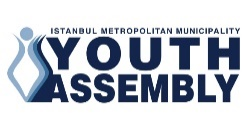 ISTANBUL METROPOLITAN MUNICIPALITY
YOUTH
ASSEMBLY